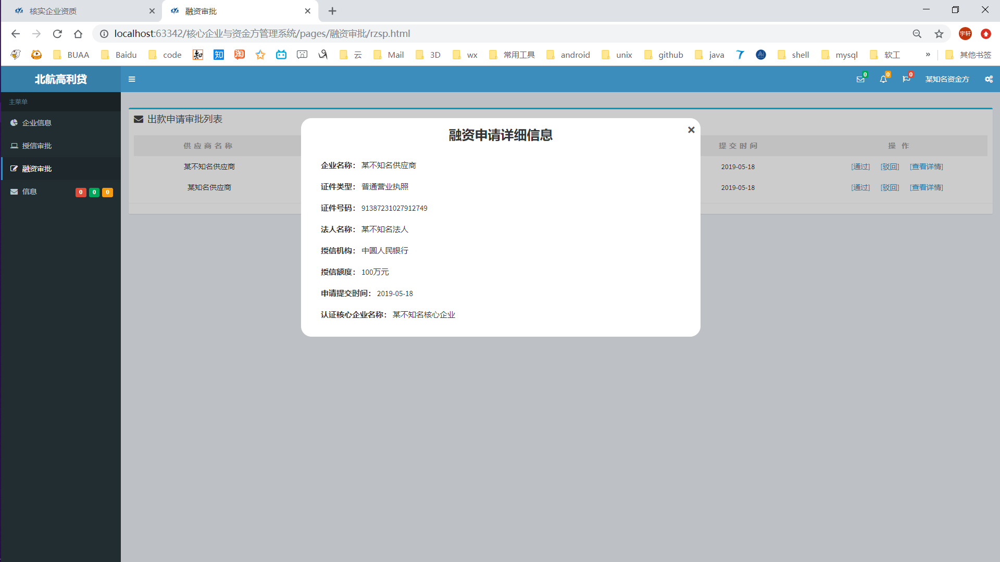 核实企业资质
融资审批
localhost:63342/核心企业与资金方管理系统/pages/融资审批/rzsp.html
宇轩
BUAA
Baidu
code
知
淘
云
Mail
3D
wx
常用工具
android
unix
github
java
shell
mysql
软工
»
其他书签
北航高利贷
0
0
0
某知名资金方
主菜单
企业信息
授信审批
融资审批
信息
0 0 0
出款申请审批列表
供应商名称 提交时间 操作
某不知名供应商 2019-05-18 [通过] [驳回] [查看详情]
某知名供应商 2019-05-18 [通过] [驳回] [查看详情]
融资申请详细信息
企业名称： 某不知名供应商
证件类型： 普通营业执照
证件号码： 91387231027912749
法人名称： 某不知名法人
授信机构： 中圆人民银行
授信额度： 100万元
申请提交时间： 2019-05-18
认证核心企业名称： 某不知名核心企业